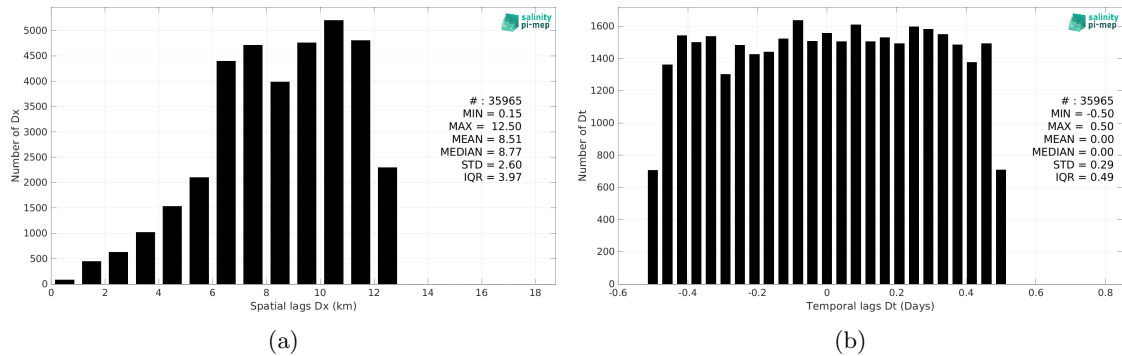 5000
4500
4000
3500
3000
2500
2000
1500
1000
500
0
Number of Dx
salinity
pi-mep
# : 35965
MIN = 0.15
MAX = 12.50
MEAN = 8.51
MEDIAN = 8.77
STD = 2.60
IQR = 3.97
0 2 4 6 8 10 12 14 16 18
Spatial lags Dx (km)
(a)
1600
1400
1200
1000
800
600
400
200
0
Number of Dt
salinity
pi-mep
# : 35965
MIN = -0.50
MAX = 0.50
MEAN = 0.00
MEDIAN = 0.00
STD = 0.29
IQR = 0.49
-0.6 -0.4 -0.2 0 0.2 0.4 0.6 0.8
Temporal lags Dt (Days)
(b)